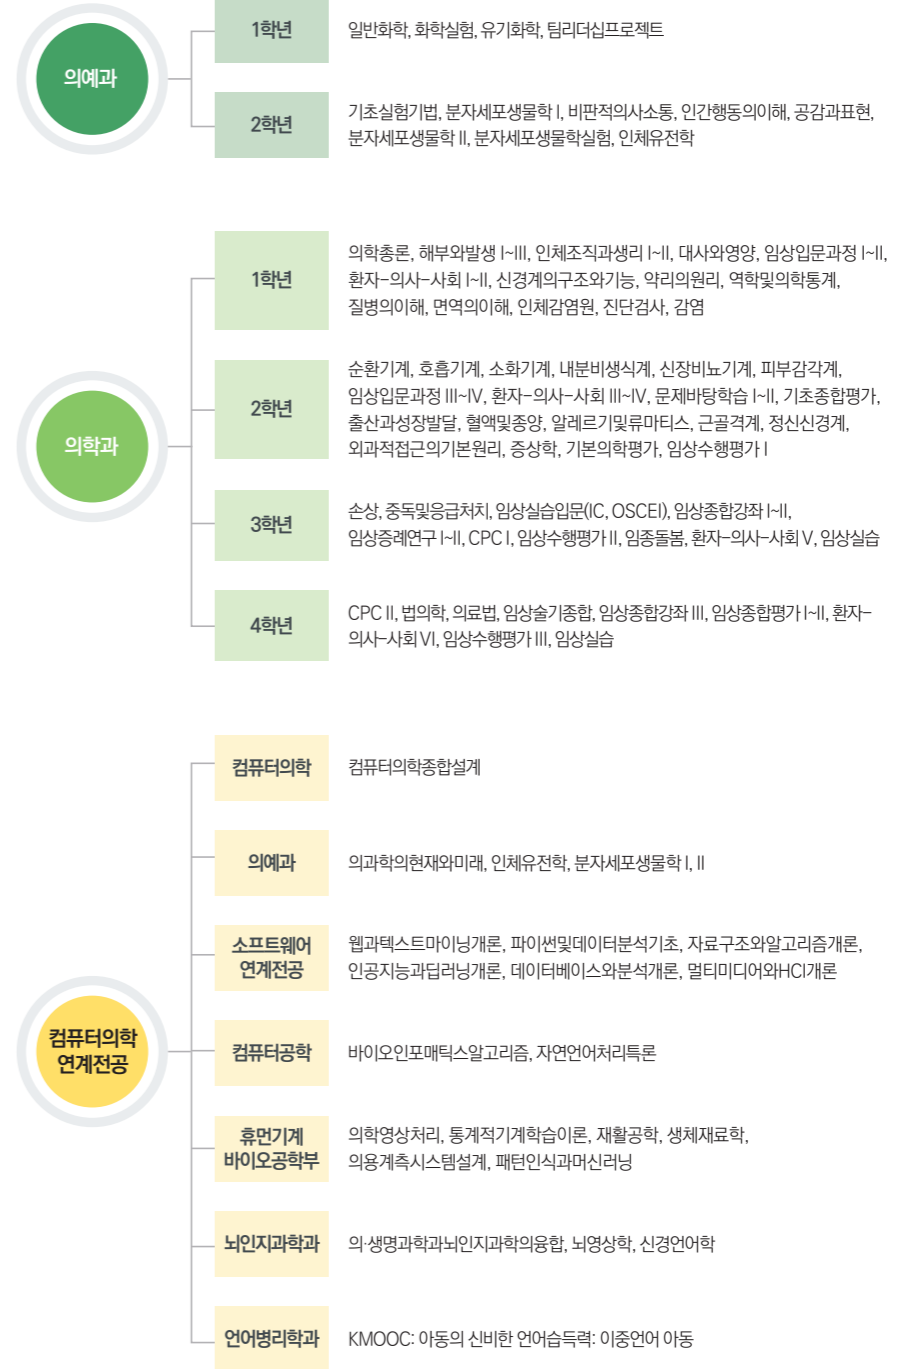 의예과
1학년
일반화학, 화학실험, 유기화학, 팀리더십프로젝트
2학년
기초실험기법, 분자세포생물학 I, 비판적의사소통, 인간행동의이해, 공감과표현,
분자세포생물학 II, 분자세포생물학실험, 인체유전학
의학과
1학년
의학총론, 해부와발생 I~III, 인체조직과생리 I~II, 대사와영양, 임상입문과정 I~II,
환자-의사-사회 I~II, 신경계의구조와기능, 약리의원리, 역학및의학통계,
질병의이해, 면역의이해, 인체감염원, 진단검사, 감염
2학년
순환기계, 호흡기계, 소화기계, 내분비생식계, 신장비뇨기계, 피부감각계,
임상입문과정 III~IV, 환자-의사-사회 III~IV, 문제바탕학습 I~II, 기초종합평가,
출산과성장발달, 혈액및종양, 알레르기및류마티스, 근골격계, 정신신경계,
외과적접근의기본원리, 증상학, 기본의학평가, 임상수행평가 I
3학년
손상, 중독및응급처치, 임상실습입문(IC, OSCEI), 임상종합강좌 I~II,
임상증례연구 I~II, CPC I, 임상수행평가 II, 임종돌봄, 환자-의사-사회 V, 임상실습
4학년
CPC II, 법의학, 의료법, 임상술기종합, 임상종합강좌 III, 임상종합평가 I~II, 환자-
의사-사회 VI, 임상수행평가 III, 임상실습
컴퓨터의학
연계전공
컴퓨터의학
컴퓨터의학종합설계
의예과
의과학의현재와미래, 인체유전학, 분자세포생물학 I, II
소프트웨어
연계전공
웹과텍스트마이닝개론, 파이썬및데이터분석기초, 자료구조와알고리즘개론,
인공지능과딥러닝개론, 데이터베이스와분석개론, 멀티미디어와HCI개론
컴퓨터공학
바이오인포매틱스알고리즘, 자연언어처리특론
휴먼기계
바이오공학부
의학영상처리, 통계적기계학습이론, 재활공학, 생체재료학,
의용계측시스템설계, 패턴인식과머신러닝
뇌인지과학과
의·생명과학과뇌인지과학의융합, 뇌영상학, 신경언어학
언어병리학과
KMOOC: 아동의 신비한 언어습득력: 이중언어 아동